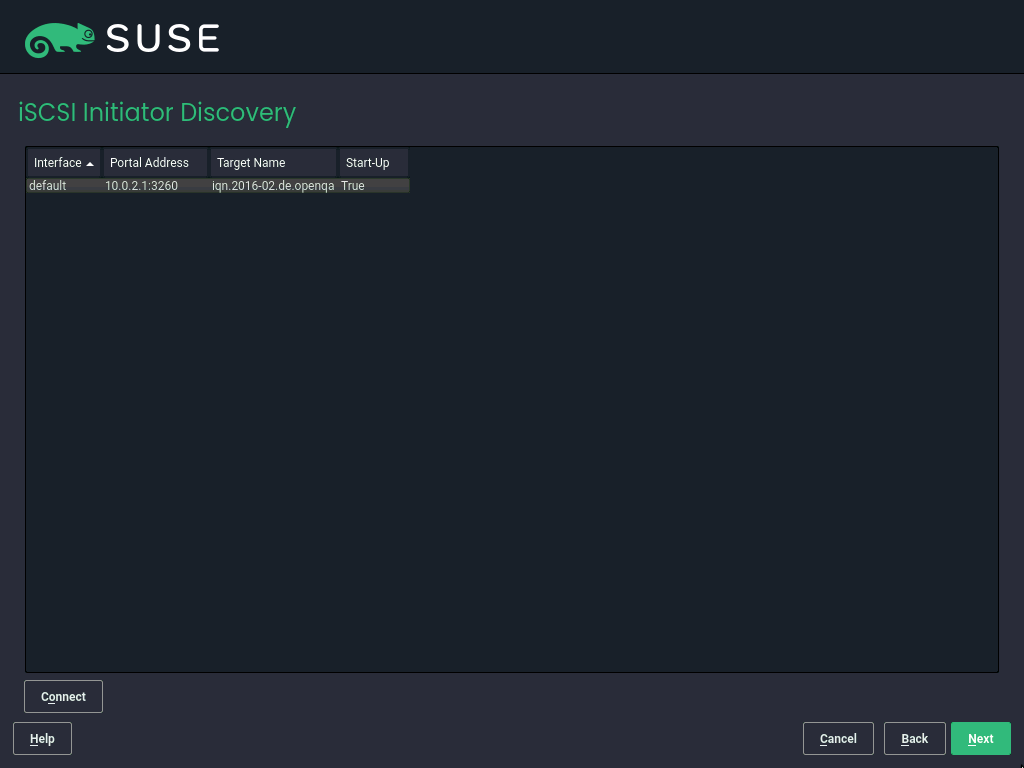 SUSE
iSCSI Initiator Discovery
Interface Portal Address Target Name Start-Up
default 10.0.2.1:3260 iqn.2016-02.de.openqa True
Connect
Help Cancel Back Next